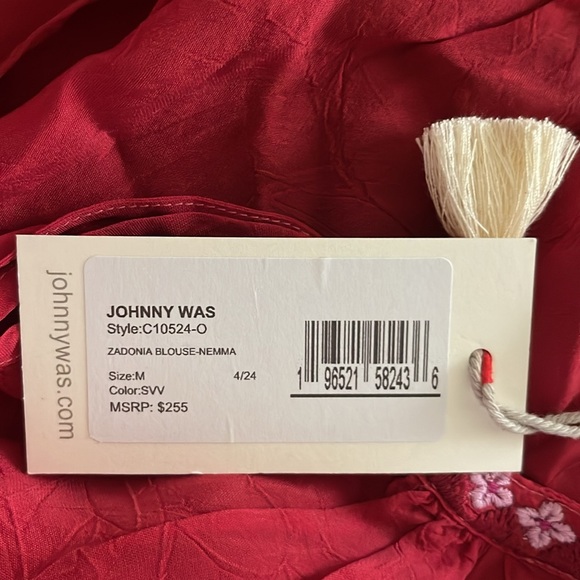 johnnywas.com
JOHNNY WAS
Style:C10524-O
ZADONIA BLOUSE-NEMMA
Size:M 4/24
Color:SVV
MSRP: $255
1 96521 58243 6